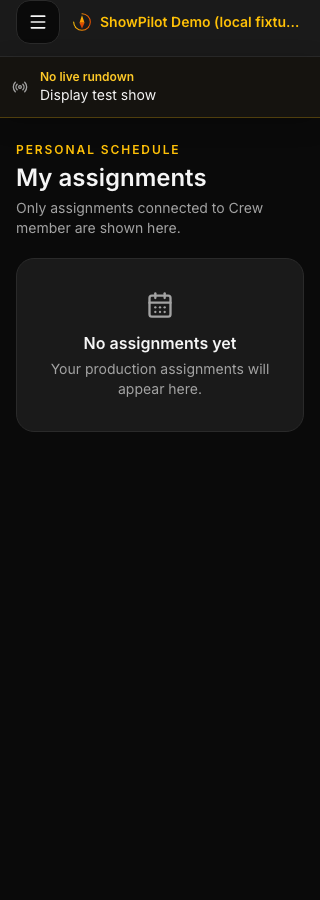 ShowPilot Demo (local fixtu...
No live rundown
Display test show
PERSONAL SCHEDULE
My assignments
Only assignments connected to Crew
member are shown here.
No assignments yet
Your production assignments will
appear here.